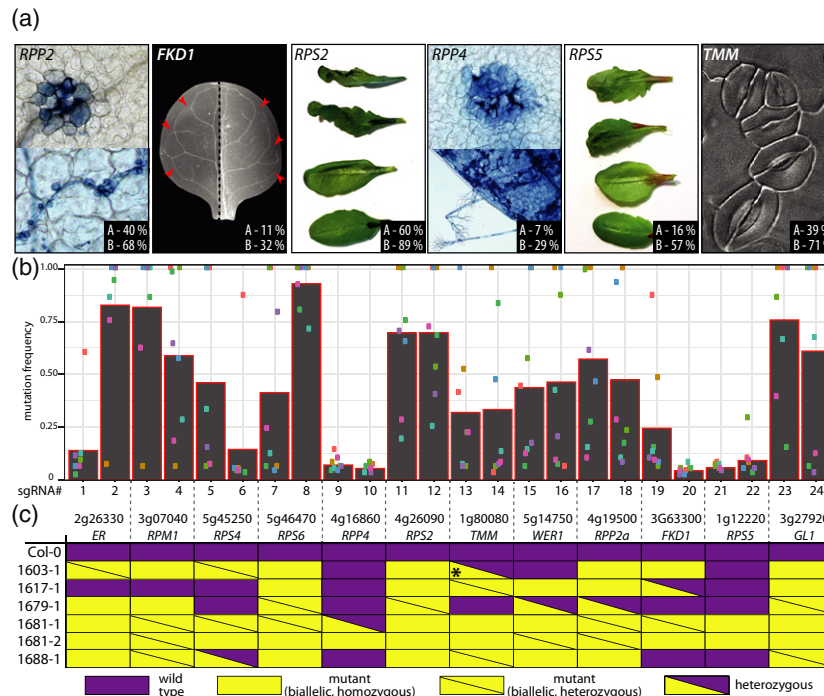 (a)
RPP2 FKD1 RPS2 RPP4 RPS5 TMM
A - 40 % A - 11 % A - 60 % A - 7 % A - 16 % A - 39 %
B - 68 % B - 32 % B - 89 % B - 29 % B - 57 % B - 71 %
(b)
mutation frequency
1.00
0.75
0.50
0.25
0
sgRNA# 1 2 3 4 5 6 7 8 9 10 11 12 13 14 15 16 17 18 19 20 21 22 23 24
(c)
2g26330 3g07040 5g45250 5g46470 4g16860 4g26090 1g80080 5g14750 4g19500 3G63300 1g12220 3g27920
ER RPM1 RPS4 RPS6 RPP4 RPS2 TMM WER1 RPP2a FKD1 RPS5 GL1
Col-0
1603-1 *
1617-1
1679-1
1681-1
1681-2
1688-1
wild type
mutant (biallelic, homozygous)
mutant (biallelic, heterozygous)
heterozygous